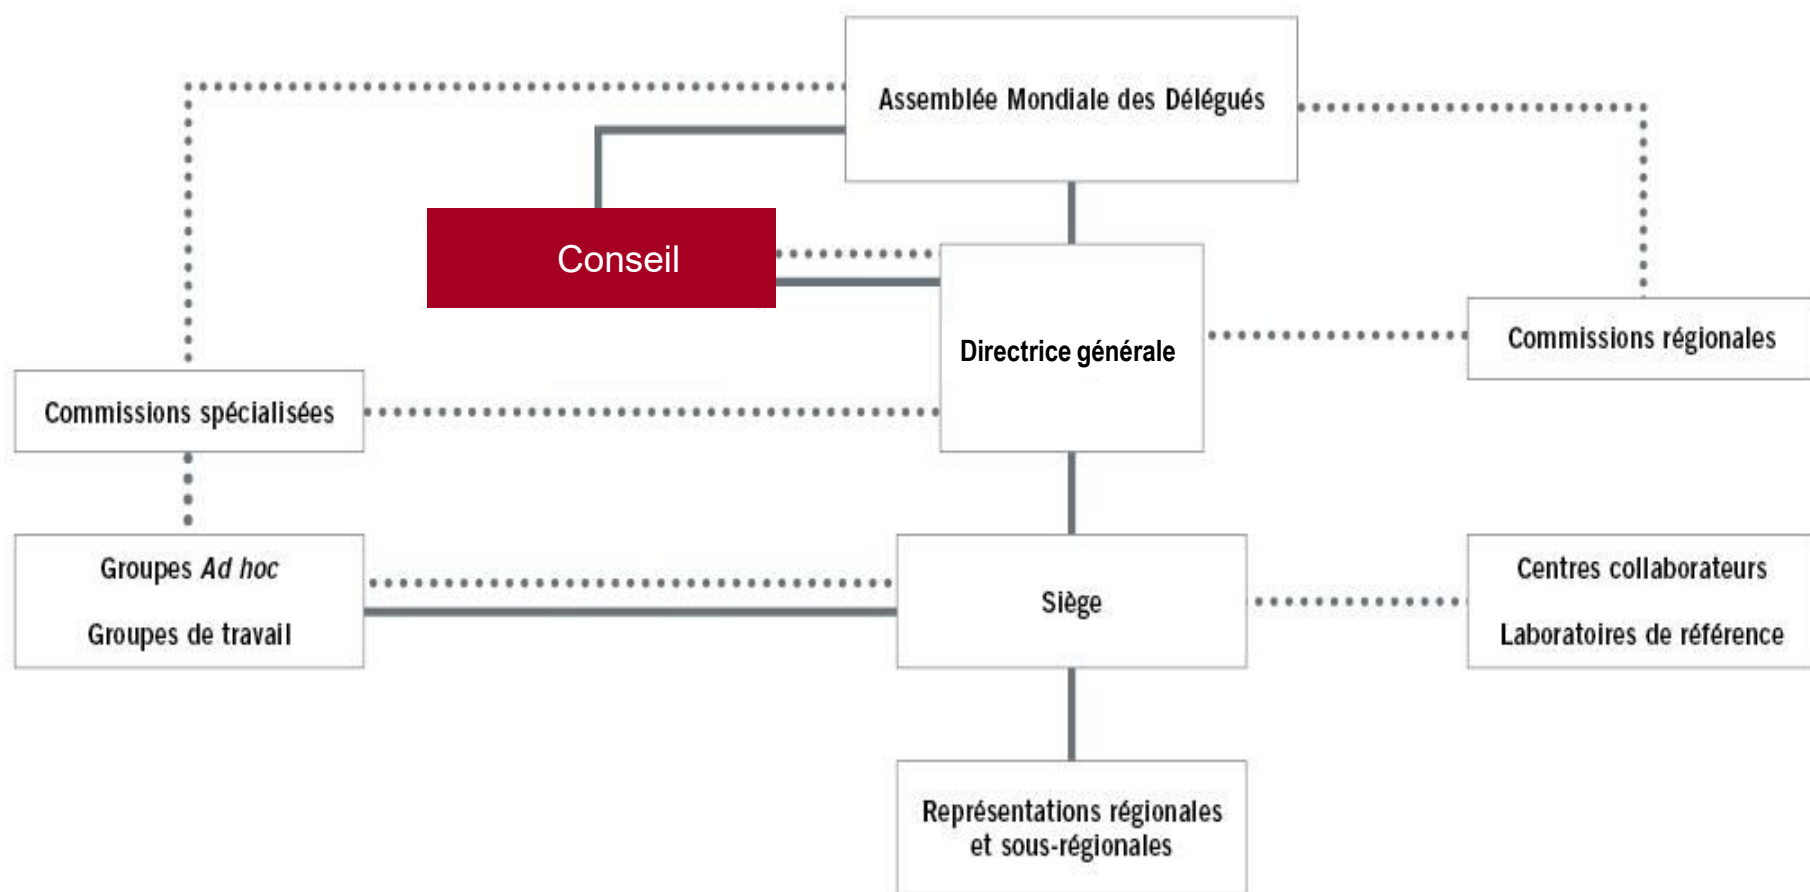 Assemblée Mondiale des Délégués
Conseil
Directrice générale
Commissions régionales
Commissions spécialisées
Groupes Ad hoc
Groupes de travail
Siège
Centres collaborateurs
Laboratoires de référence
Représentations régionales
et sous-régionales